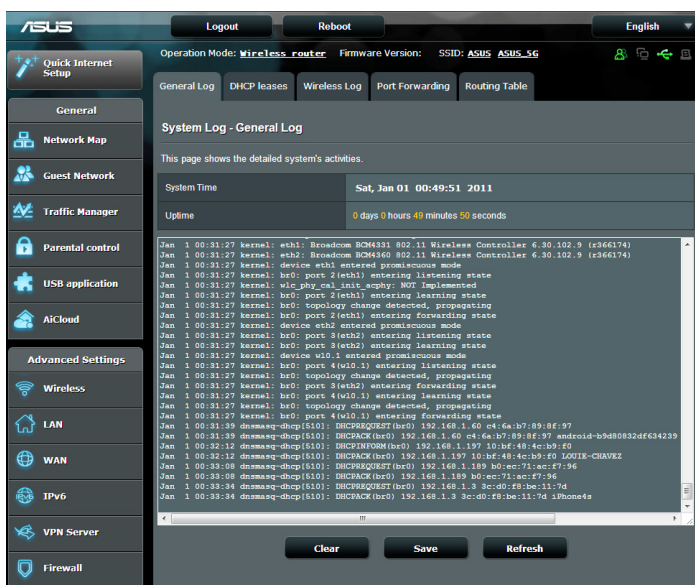 ASUS
Logout
Reboot
English
Quick Internet Setup
Operation Mode: Wireless router Firmware Version: SSID: ASUS ASUS_5G
General Log
DHCP leases
Wireless Log
Port Forwarding
Routing Table
General
Network Map
Guest Network
Traffic Manager
Parental control
USB application
AiCloud
Advanced Settings
Wireless
LAN
WAN
IPv6
IPv6
VPN Server
Firewall
System Log - General Log
This page shows the detailed system's activities.
System Time
Sat, Jan 01 00:49:51 2011
Uptime
0 days 0 hours 49 minutes 50 seconds
Jan 1 00:31:27 kernel: eth1: Broadcom BCM4331 802.11 Wireless Controller 6.30.102.9 (r366174)
Jan 1 00:31:27 kernel: eth2: Broadcom BCM4360 802.11 Wireless Controller 6.30.102.9 (r366174)
Jan 1 00:31:27 kernel: device eth1 entered promiscuous mode
Jan 1 00:31:27 kernel: br0: port 2(eth1) entering listening state
Jan 1 00:31:27 kernel: wlc_phy_cal_init_acphy: NOT Implemented
Jan 1 00:31:27 kernel: br0: port 2(eth1) entering learning state
Jan 1 00:31:27 kernel: br0: topology change detected, propagating
Jan 1 00:31:27 kernel: br0: port 2(eth1) entering forwarding state
Jan 1 00:31:27 kernel: device eth2 entered promiscuous mode
Jan 1 00:31:27 kernel: br0: port 3(eth2) entering listening state
Jan 1 00:31:27 kernel: br0: port 3(eth2) entering learning state
Jan 1 00:31:27 kernel: device wl0.1 entered promiscuous mode
Jan 1 00:31:27 kernel: br0: port 4(wl0.1) entering listening state
Jan 1 00:31:27 kernel: br0: topology change detected, propagating
Jan 1 00:31:27 kernel: br0: port 3(eth2) entering forwarding state
Jan 1 00:31:27 kernel: br0: port 4(wl0.1) entering learning state
Jan 1 00:31:27 kernel: br0: topology change detected, propagating
Jan 1 00:31:27 kernel: br0: port 4(wl0.1) entering forwarding state
Jan 1 00:31:39 dnsmasq-dhcp[510]: DHCPREQUEST(br0) 192.168.1.60 c4:6a:b7:89:8f:97
Jan 1 00:31:39 dnsmasq-dhcp[510]: DHCPACK(br0) 192.168.1.60 c4:6a:b7:89:8f:97 android-b9d80832df634239
Jan 1 00:32:12 dnsmasq-dhcp[510]: DHCPINFORM(br0) 192.168.1.197 10:bf:48:4c:b9:f0
Jan 1 00:32:12 dnsmasq-dhcp[510]: DHCPACK(br0) 192.168.1.197 10:bf:48:4c:b9:f0 LOUIE-CHAVEZ
Jan 1 00:33:08 dnsmasq-dhcp[510]: DHCPREQUEST(br0) 192.168.1.189 b0:ec:71:ac:f7:96
Jan 1 00:33:08 dnsmasq-dhcp[510]: DHCPACK(br0) 192.168.1.189 b0:ec:71:ac:f7:96
Jan 1 00:33:34 dnsmasq-dhcp[510]: DHCPREQUEST(br0) 192.168.1.3 3c:d0:f8:be:11:7d
Jan 1 00:33:34 dnsmasq-dhcp[510]: DHCPACK(br0) 192.168.1.3 3c:d0:f8:be:11:7d iPhone4s
Clear
Save
Refresh